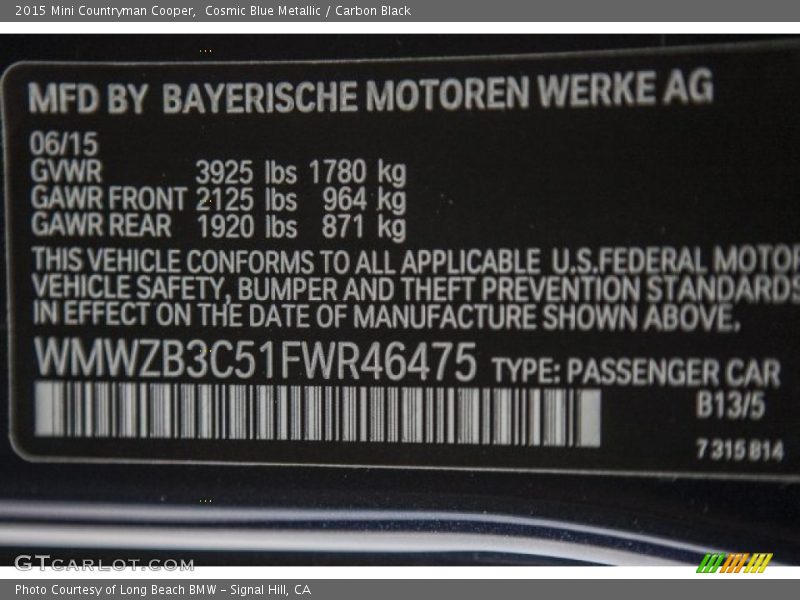 2015 Mini Countryman Cooper,  Cosmic Blue Metallic / Carbon Black
MFD BY BAYERISCHE MOTOREN WERKE AG
06/15
GVWR 3925 lbs 1780 kg
GAWR FRONT 2125 lbs 964 kg
GAWR REAR 1920 lbs 871 kg
THIS VEHICLE CONFORMS TO ALL APPLICABLE U.S.FEDERAL MOTOR
VEHICLE SAFETY, BUMPER AND THEFT PREVENTION STANDARDS
IN EFFECT ON THE DATE OF MANUFACTURE SHOWN ABOVE.
WMWZB3C51FWR46475 TYPE: PASSENGER CAR
B13/5
7 315 814
GTCARLOT.COM
Photo Courtesy of Long Beach BMW – Signal Hill, CA